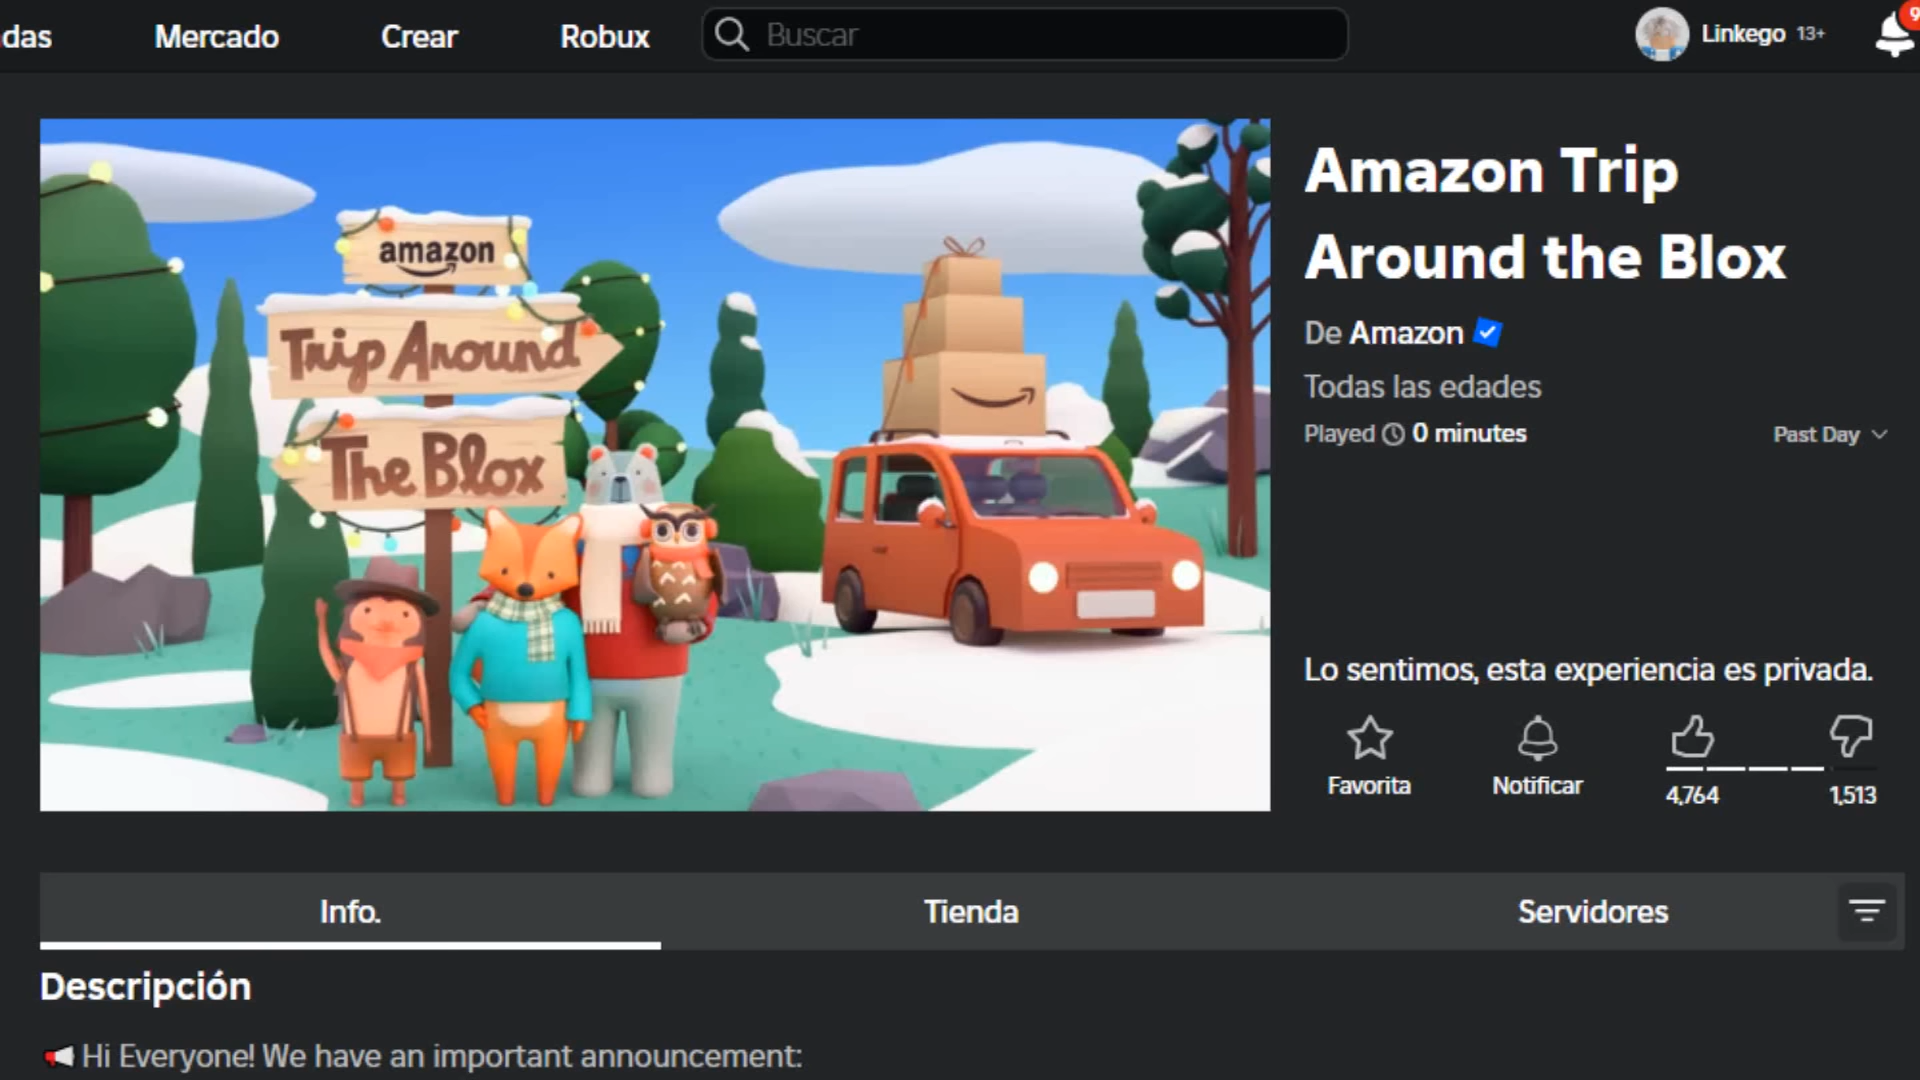 das Mercado Crear Robux Buscar Linkego 13+ 9
amazon
Trip Around
The Blox
Amazon Trip
Around the Blox
De Amazon
Todas las edades
Played 0 minutes Past Day
Lo sentimos, esta experiencia es privada.
Favorita Notificar 4,764 1,513
Info. Tienda Servidores
Descripción
Hi Everyone! We have an important announcement: